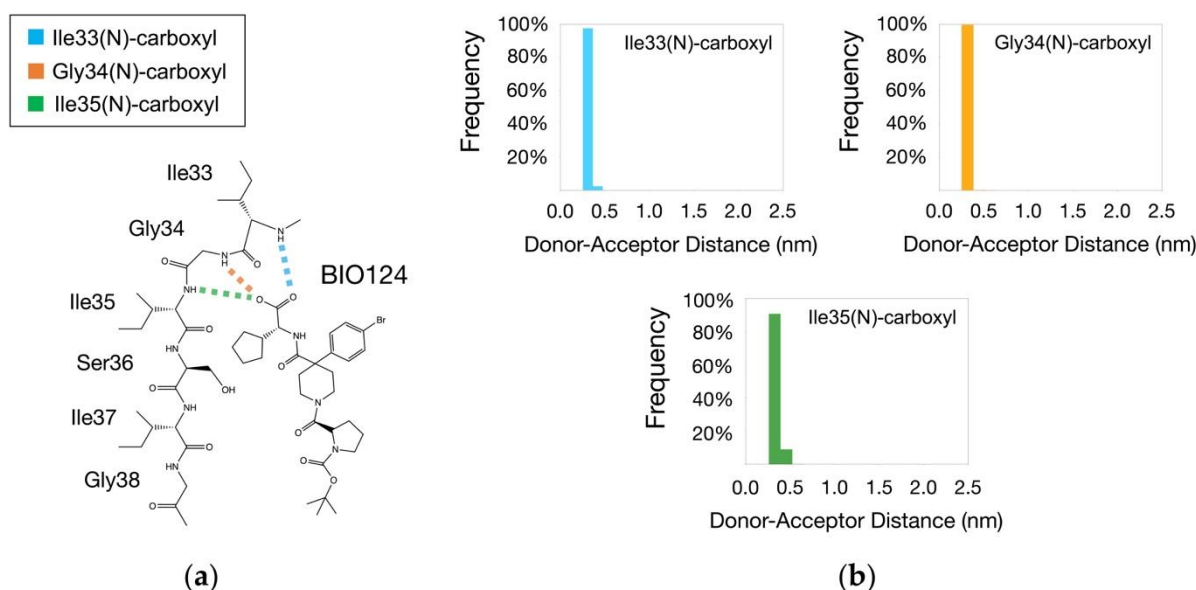 Ile33(N)-carboxyl
Gly34(N)-carboxyl
Ile35(N)-carboxyl
Ile33
Gly34
Ile35
Ser36
Ile37
Gly38
BIO124
N
H
O
N
H
O
O
O
O
NH
O
HN
O
OH
O
NH
O
HN
O
NH
O
Br
N
O
N
O
O
(a)
Frequency
100%
80%
60%
40%
20%
Ile33(N)-carboxyl
0.0 0.5 1.0 1.5 2.0 2.5
Donor-Acceptor Distance (nm)
Frequency
100%
80%
60%
40%
20%
Gly34(N)-carboxyl
0.0 0.5 1.0 1.5 2.0 2.5
Donor-Acceptor Distance (nm)
Frequency
100%
80%
60%
40%
20%
Ile35(N)-carboxyl
0.0 0.5 1.0 1.5 2.0 2.5
Donor-Acceptor Distance (nm)
(b)